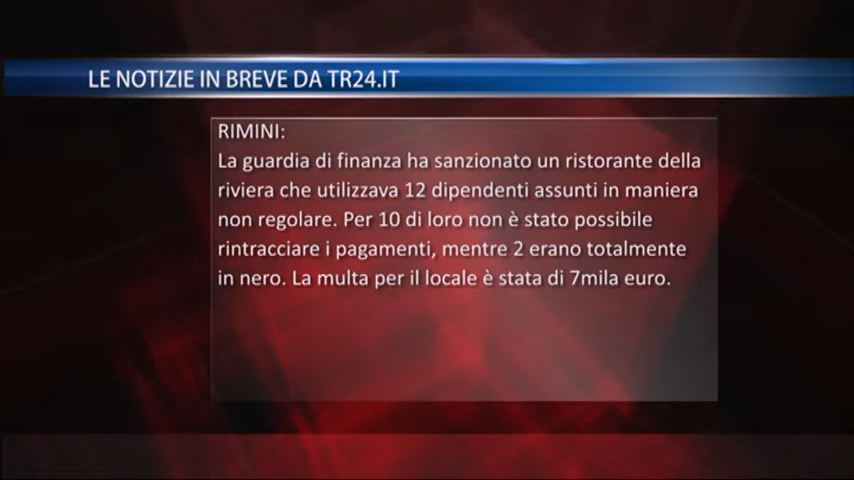 LE NOTIZIE IN BREVE DA TR24.IT
RIMINI:
La guardia di finanza ha sanzionato un ristorante della
riviera che utilizzava 12 dipendenti assunti in maniera
non regolare. Per 10 di loro non è stato possibile
rintracciare i pagamenti, mentre 2 erano totalmente
in nero. La multa per il locale è stata di 7mila euro.